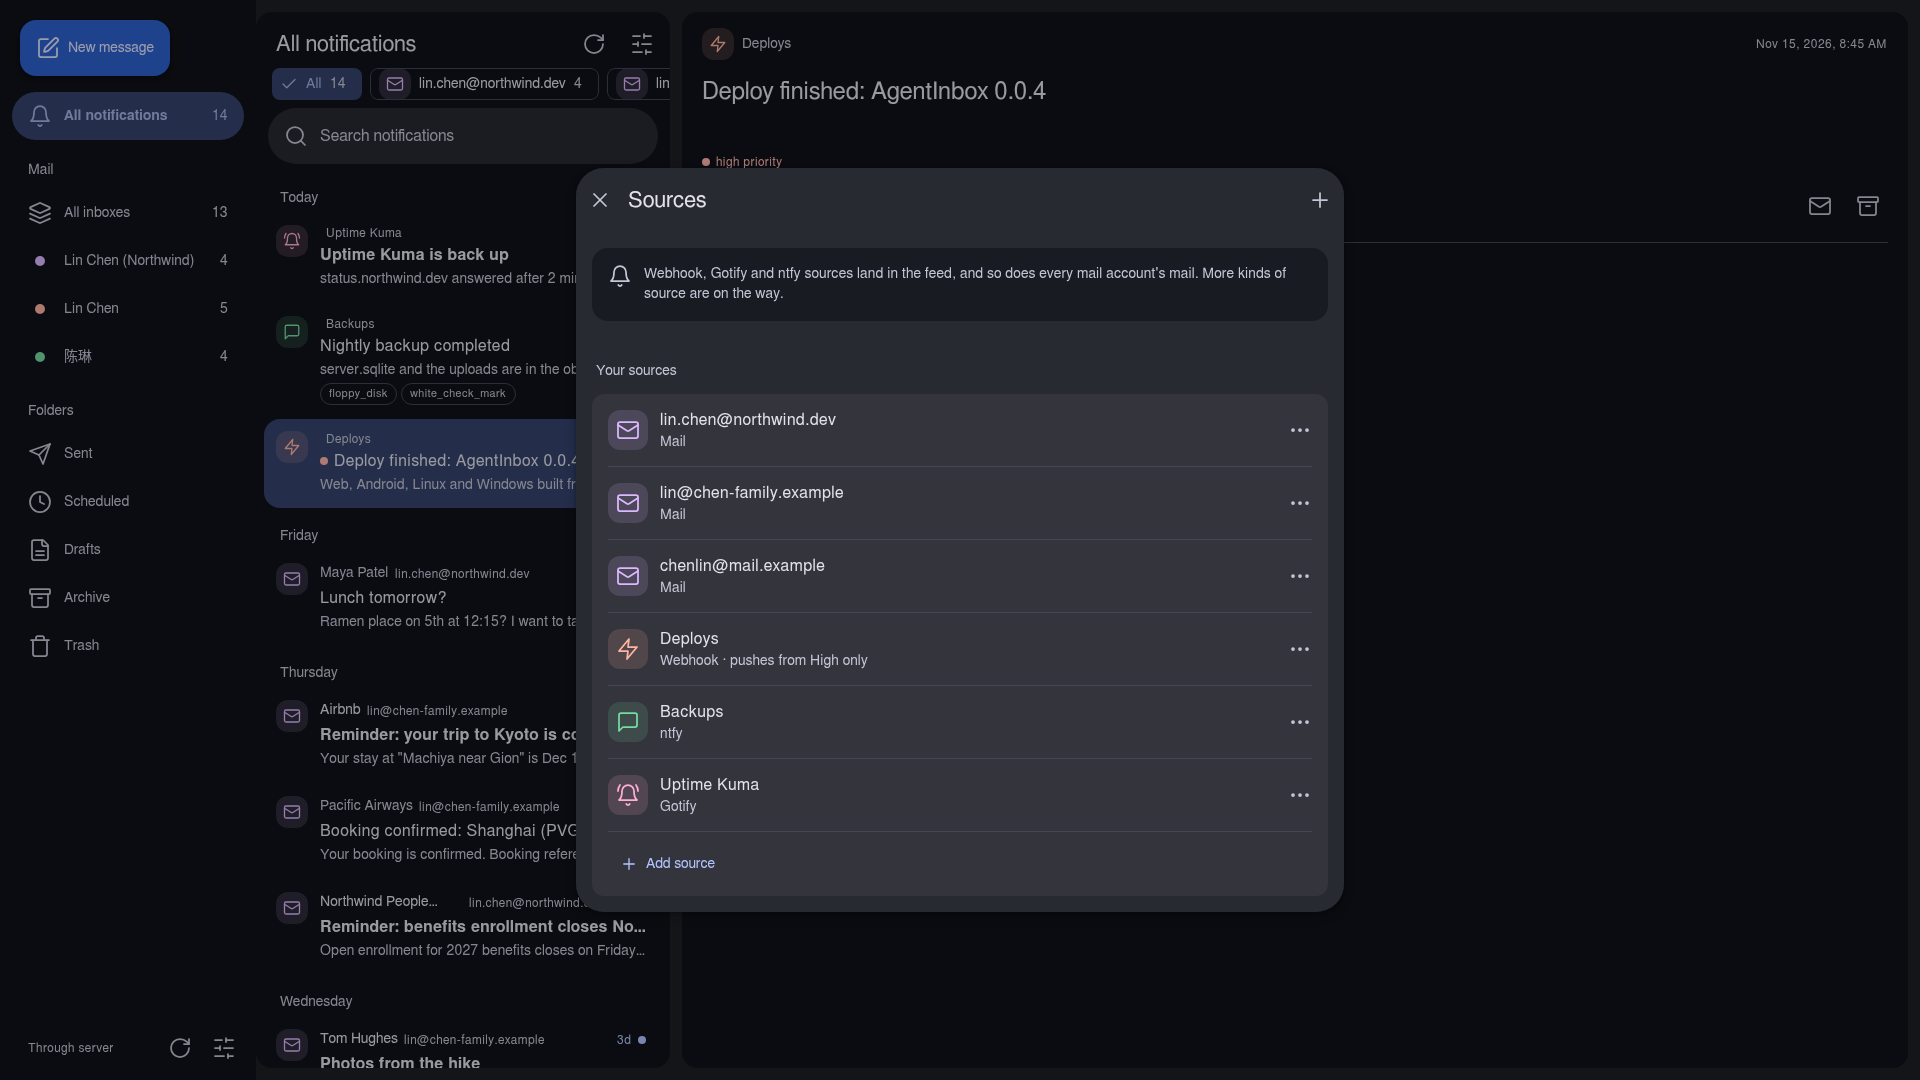 New message
All notifications 14
Mail
All inboxes 13
Lin Chen (Northwind) 4
Lin Chen 5
陈琳 4
Folders
Sent
Scheduled
Drafts
Archive
Trash
Through server
All notifications
All 14
lin.chen@northwind.dev 4
lin
Search notifications
Today
Uptime Kuma
Uptime Kuma is back up
status.northwind.dev answered after 2 min
Backups
Nightly backup completed
server.sqlite and the uploads are in the ob
floppy_disk white_check_mark
Deploys
Deploy finished: AgentInbox 0.0.4
Web, Android, Linux and Windows built fr
Friday
Maya Patel lin.chen@northwind.dev
Lunch tomorrow?
Ramen place on 5th at 12:15? I want to ta
Thursday
Airbnb lin@chen-family.example
Reminder: your trip to Kyoto is co
Your stay at "Machiya near Gion" is Dec 1
Pacific Airways lin@chen-family.example
Booking confirmed: Shanghai (PVG
Your booking is confirmed. Booking refere
Northwind People... lin.chen@northwind.
Reminder: benefits enrollment closes No...
Open enrollment for 2027 benefits closes on Friday...
Wednesday
Tom Hughes lin@chen-family.example 3d
Photos from the hike
Deploys
Nov 15, 2026, 8:45 AM
Deploy finished: AgentInbox 0.0.4
high priority
Sources
Webhook, Gotify and ntfy sources land in the feed, and so does every mail account's mail. More kinds of
source are on the way.
Your sources
lin.chen@northwind.dev
Mail
lin@chen-family.example
Mail
chenlin@mail.example
Mail
Deploys
Webhook · pushes from High only
Backups
ntfy
Uptime Kuma
Gotify
Add source